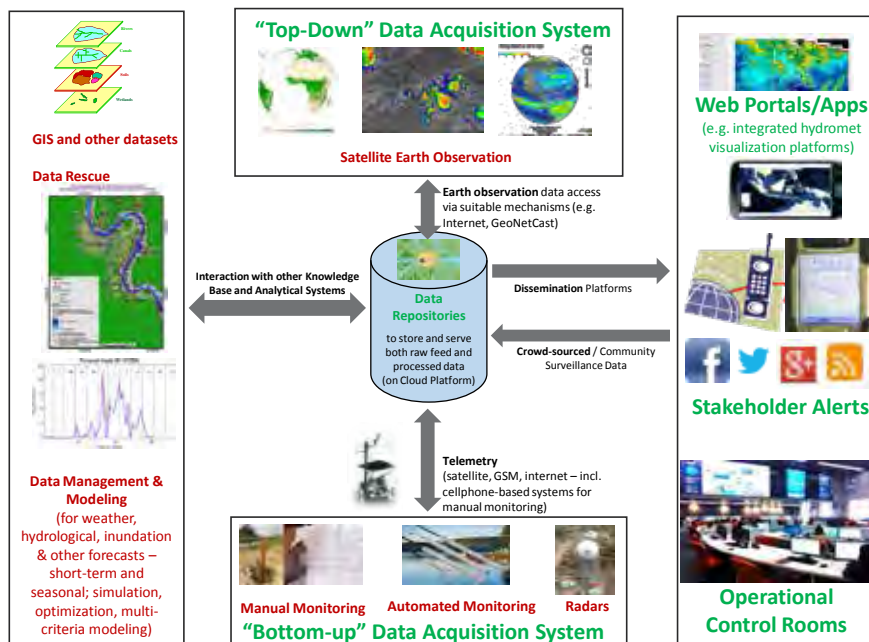 "Top-Down" Data Acquisition System
Satellite Earth Observation
Rivers
Canals
Soils
Wetlands
GIS and other datasets
Data Rescue
Data Management &
Modeling
(for weather,
hydrological, inundation
& other forecasts –
short-term and
seasonal; simulation,
optimization, multi-
criteria modeling)
Earth observation data access
via suitable mechanisms (e.g.
Internet, GeoNetCast)
Interaction with other Knowledge
Base and Analytical Systems
Data
Repositories
to store and serve
both raw feed and
processed data
(on Cloud Platform)
Dissemination Platforms
Crowd-sourced / Community
Surveillance Data
Telemetry
(satellite, GSM, internet – incl.
cellphone-based systems for
manual monitoring)
Manual Monitoring
Automated Monitoring
Radars
"Bottom-up" Data Acquisition System
Web Portals/Apps
(e.g. integrated hydromet
visualization platforms)
Stakeholder Alerts
Operational
Control Rooms